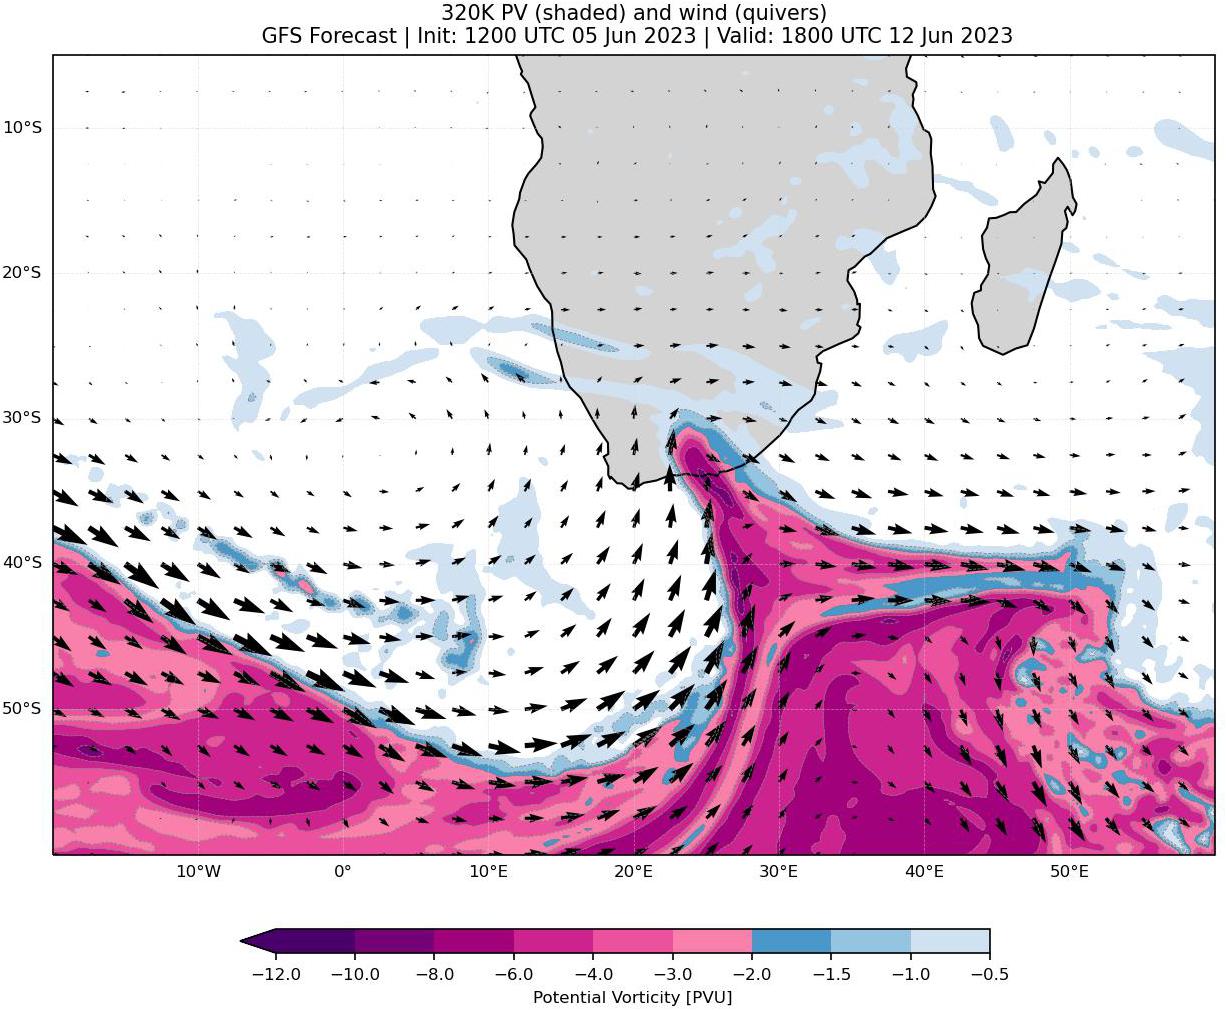 320K PV (shaded) and wind (quivers)
GFS Forecast | Init: 1200 UTC 05 Jun 2023 | Valid: 1800 UTC 12 Jun 2023
10°S
20°S
30°S
40°S
50°S
10°W 0° 10°E 20°E 30°E 40°E 50°E
−12.0 −10.0 −8.0 −6.0 −4.0 −3.0 −2.0 −1.5 −1.0 −0.5
Potential Vorticity [PVU]